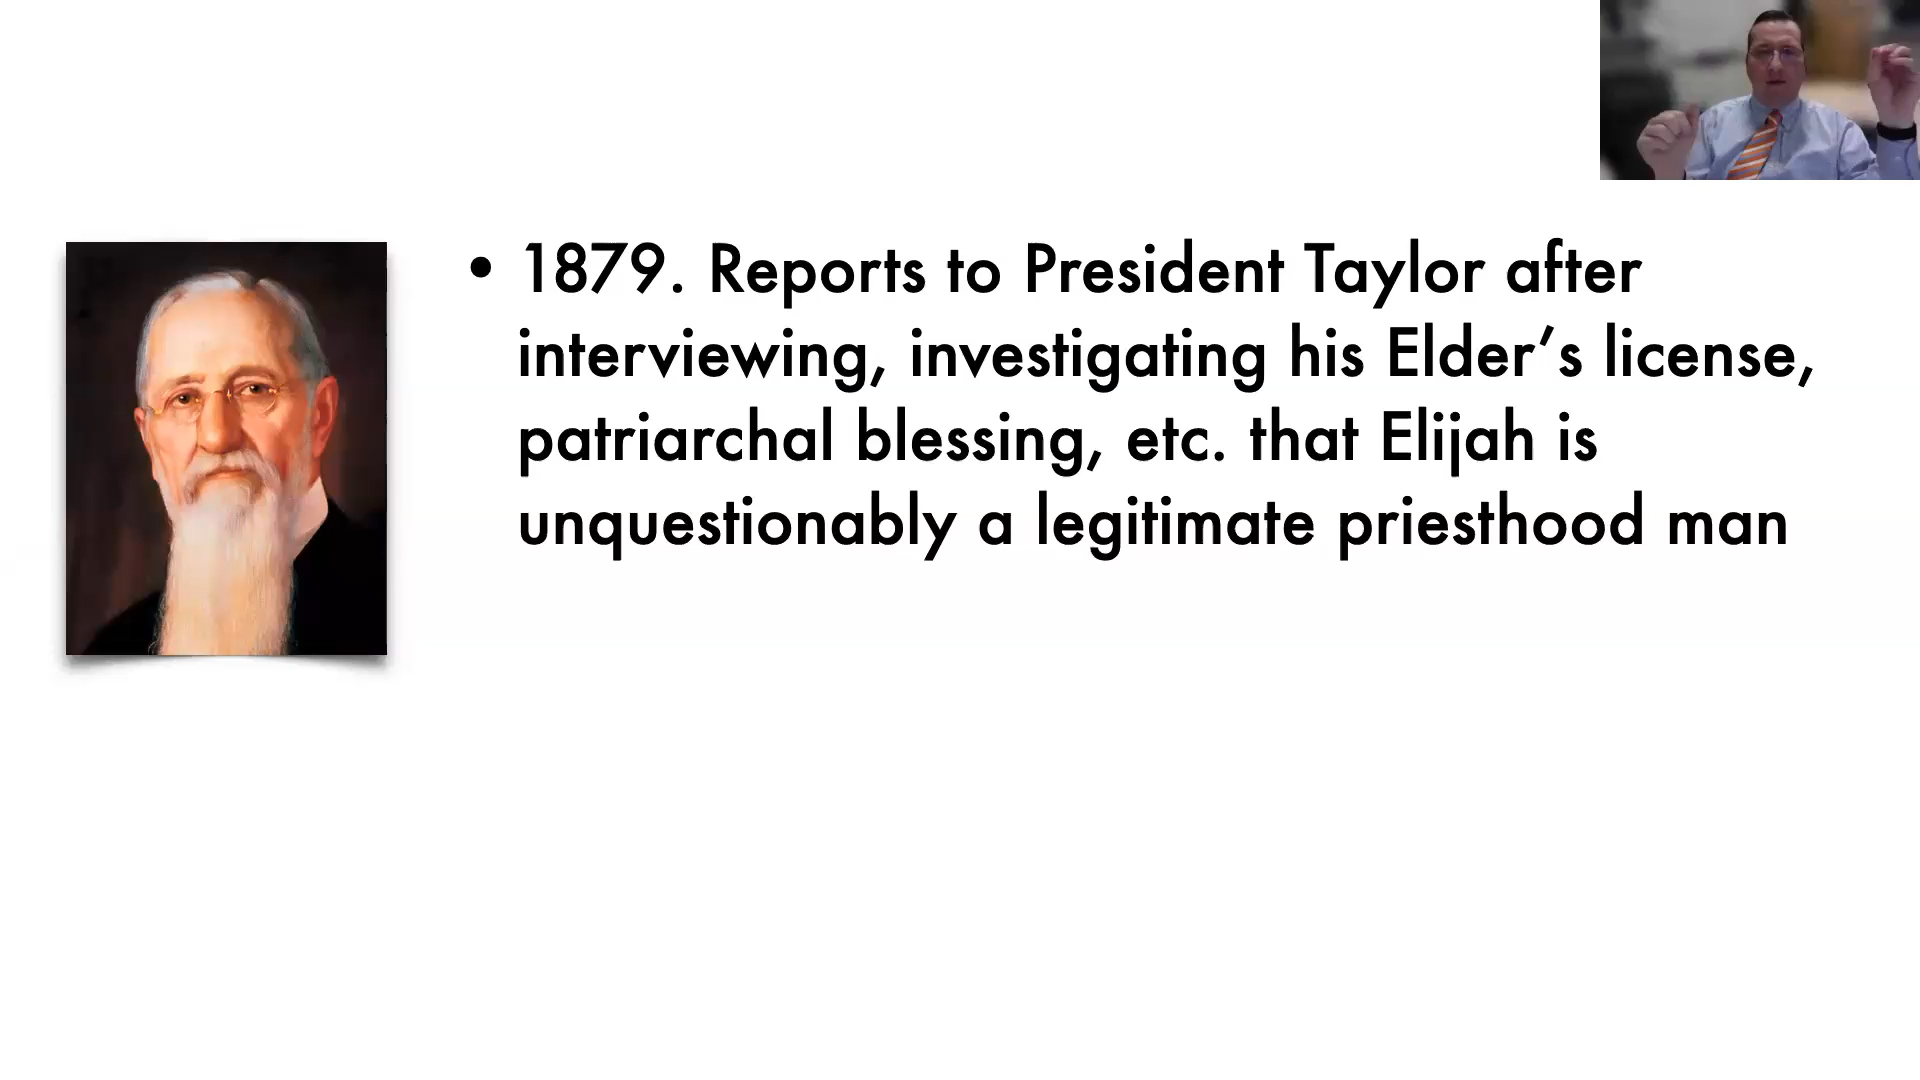 • 1879. Reports to President Taylor after
interviewing, investigating his Elder’s license,
patriarchal blessing, etc. that Elijah is
unquestionably a legitimate priesthood man